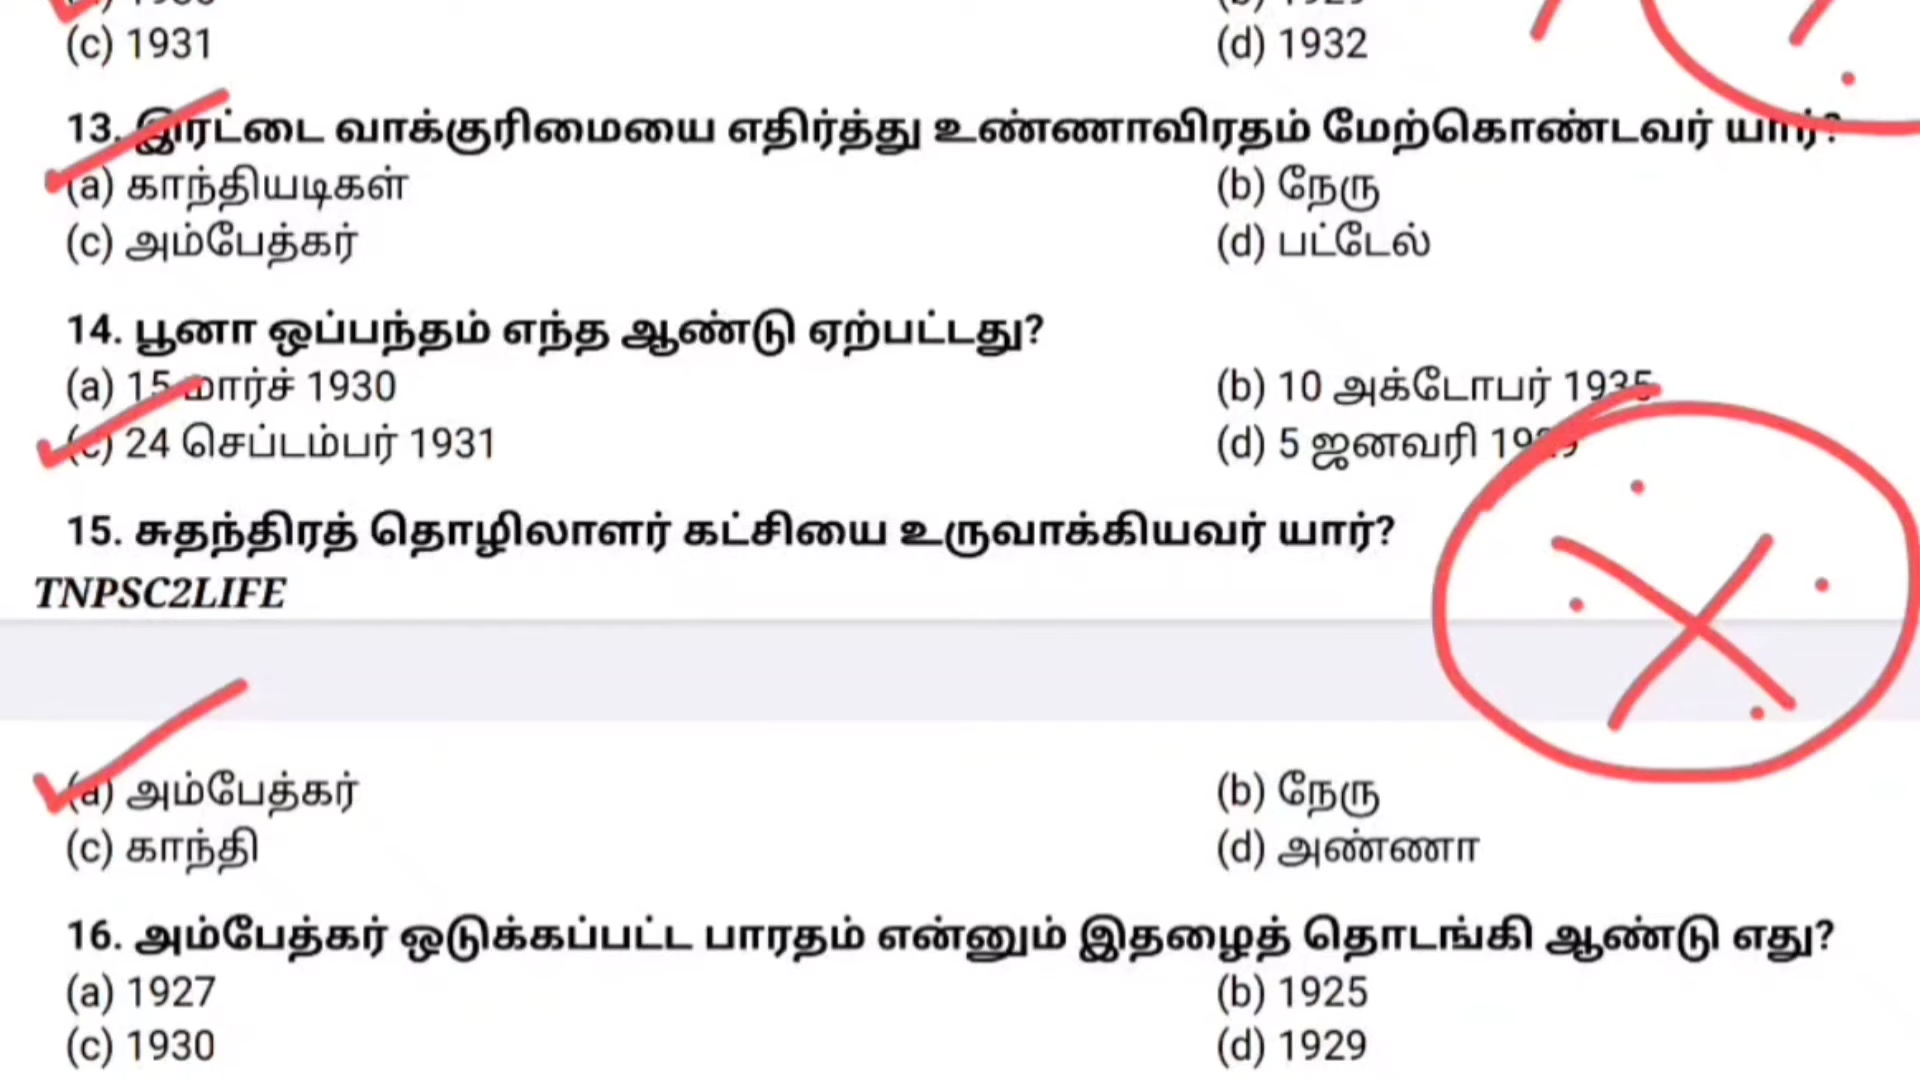 (c) 1931 (d) 1932
13. இரட்டை வாக்குரிமையை எதிர்த்து உண்ணாவிரதம் மேற்கொண்டவர் யார்?
(a) காந்தியடிகள் (b) நேரு
(c) அம்பேத்கர் (d) பட்டேல்
14. பூனா ஒப்பந்தம் எந்த ஆண்டு ஏற்பட்டது?
(a) 15 மார்ச் 1930 (b) 10 அக்டோபர் 1935
(c) 24 செப்டம்பர் 1931 (d) 5 ஜனவரி 1929
15. சுதந்திரத் தொழிலாளர் கட்சியை உருவாக்கியவர் யார்?
TNPSC2LIFE
(a) அம்பேத்கர் (b) நேரு
(c) காந்தி (d) அண்ணா
16. அம்பேத்கர் ஒடுக்கப்பட்ட பாரதம் என்னும் இதழைத் தொடங்கி ஆண்டு எது?
(a) 1927 (b) 1925
(c) 1930 (d) 1929